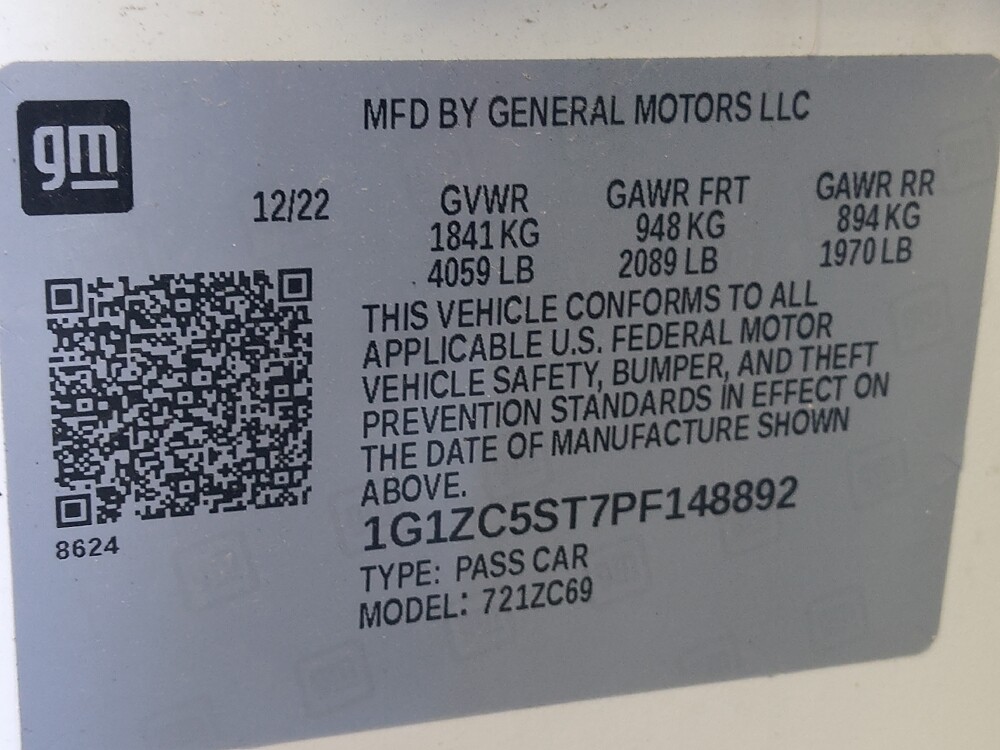 gm
MFD BY GENERAL MOTORS LLC
12/22 GVWR GAWR FRT GAWR RR
1841 KG 948 KG 894 KG
4059 LB 2089 LB 1970 LB
THIS VEHICLE CONFORMS TO ALL
APPLICABLE U.S. FEDERAL MOTOR
VEHICLE SAFETY, BUMPER, AND THEFT
PREVENTION STANDARDS IN EFFECT ON
THE DATE OF MANUFACTURE SHOWN
ABOVE.
1G1ZC5ST7PF148892
8624
TYPE: PASS CAR
MODEL: 721ZC69